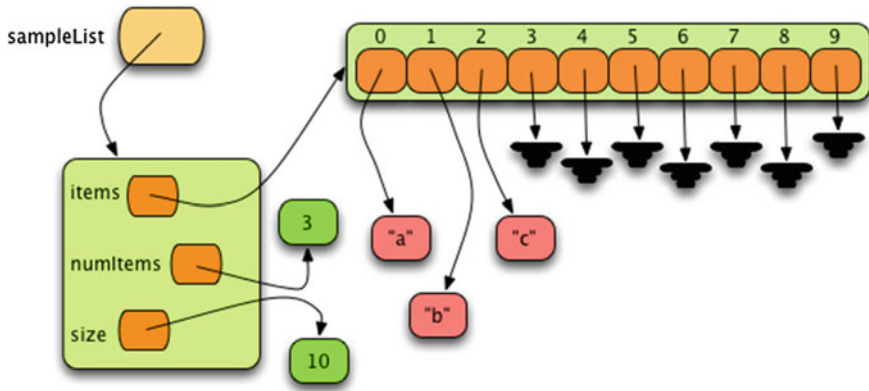 sampleList
0 1 2 3 4 5 6 7 8 9
items
3
"a"
"c"
numItems
"b"
size
10